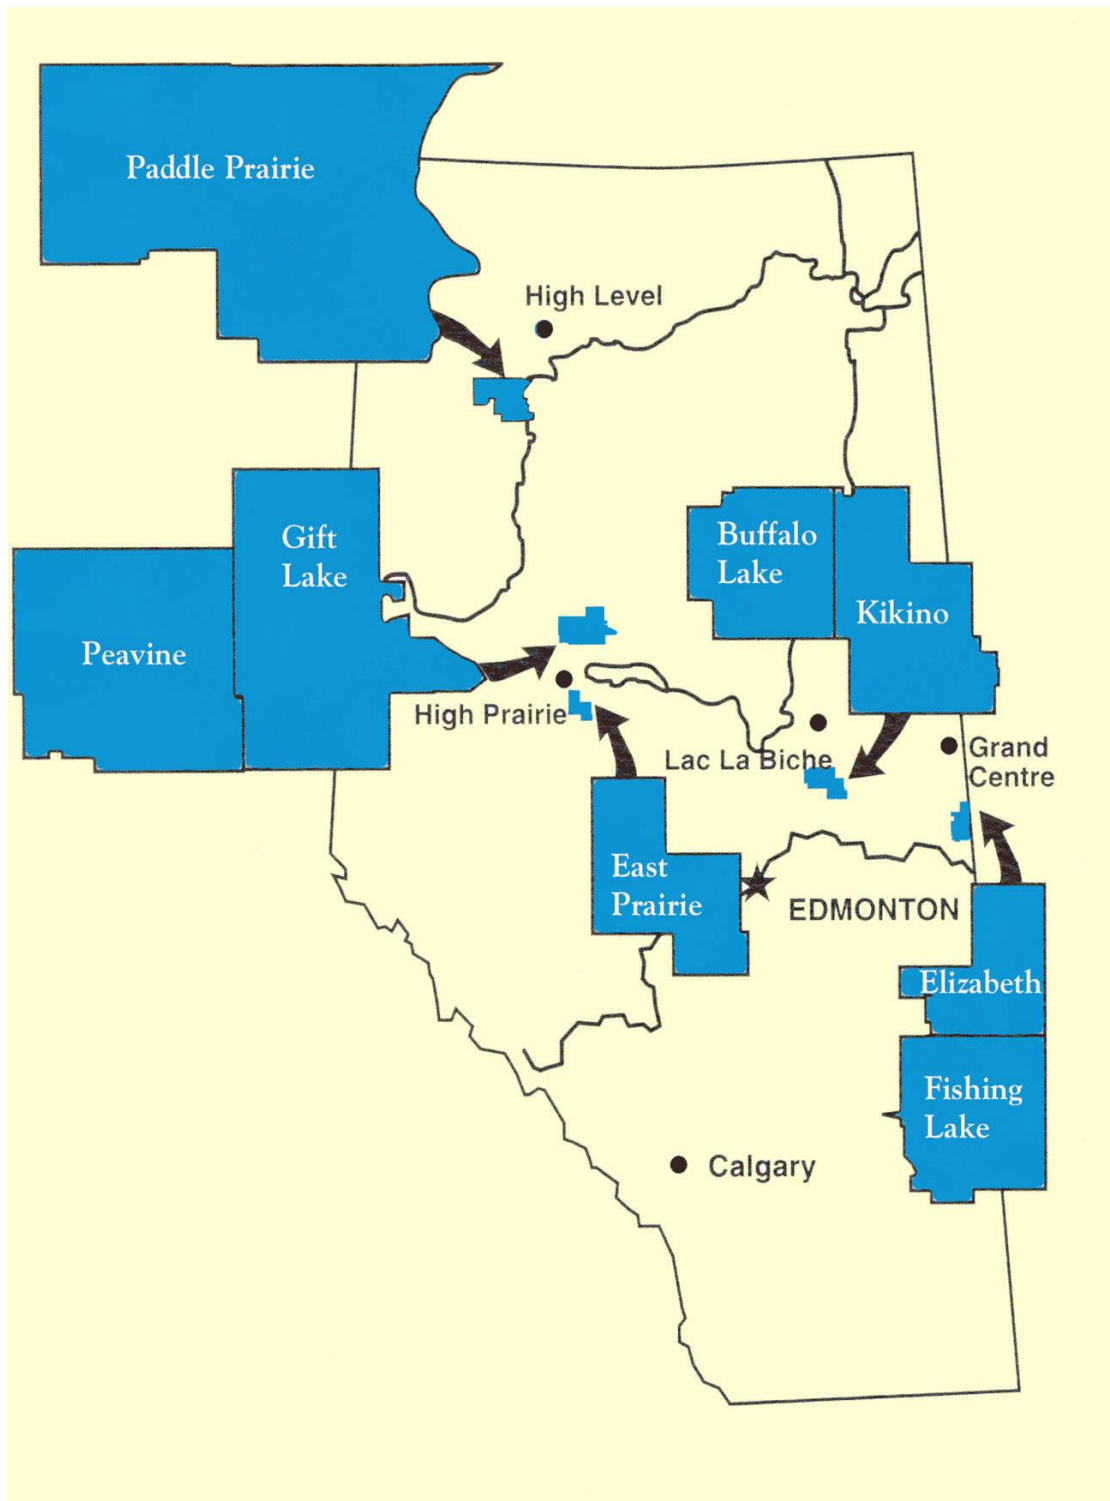 Paddle Prairie
High Level
Gift
Lake
Buffalo
Lake
Kikino
Peavine
High Prairie
Lac La Biche
Grand
Centre
East
Prairie
EDMONTON
Elizabeth
Fishing
Lake
Calgary